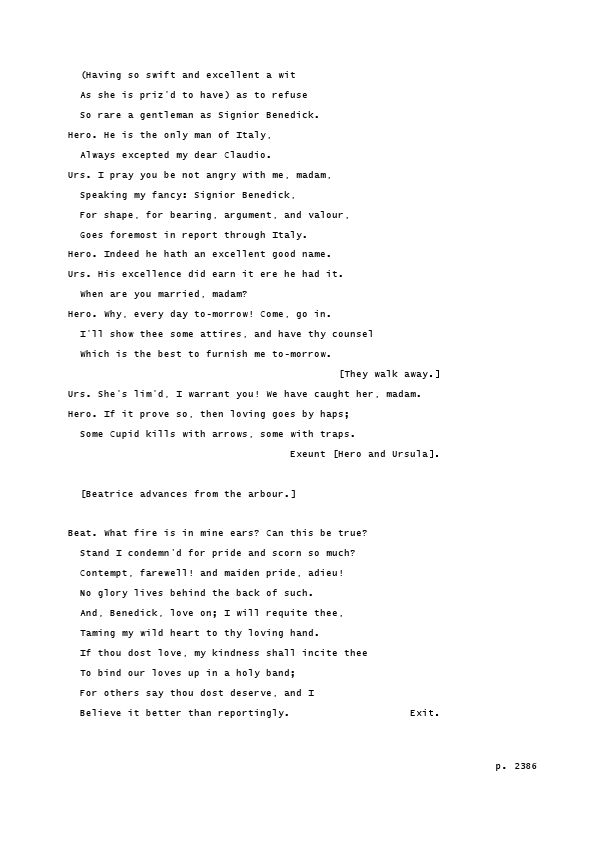 (Having so swift and excellent a wit
As she is priz'd to have) as to refuse
So rare a gentleman as Signior Benedick.
Hero. He is the only man of Italy,
Always excepted my dear Claudio.
Urs. I pray you be not angry with me, madam,
Speaking my fancy: Signior Benedick,
For shape, for bearing, argument, and valour,
Goes foremost in report through Italy.
Hero. Indeed he hath an excellent good name.
Urs. His excellence did earn it ere he had it.
When are you married, madam?
Hero. Why, every day to-morrow! Come, go in.
I'll show thee some attires, and have thy counsel
Which is the best to furnish me to-morrow.
[They walk away.]
Urs. She's lim'd, I warrant you! We have caught her, madam.
Hero. If it prove so, then loving goes by haps;
Some Cupid kills with arrows, some with traps.
Exeunt [Hero and Ursula].
[Beatrice advances from the arbour.]
Beat. What fire is in mine ears? Can this be true?
Stand I condemn'd for pride and scorn so much?
Contempt, farewell! and maiden pride, adieu!
No glory lives behind the back of such.
And, Benedick, love on; I will requite thee,
Taming my wild heart to thy loving hand.
If thou dost love, my kindness shall incite thee
To bind our loves up in a holy band;
For others say thou dost deserve, and I
Believe it better than reportingly. Exit.
p. 2386